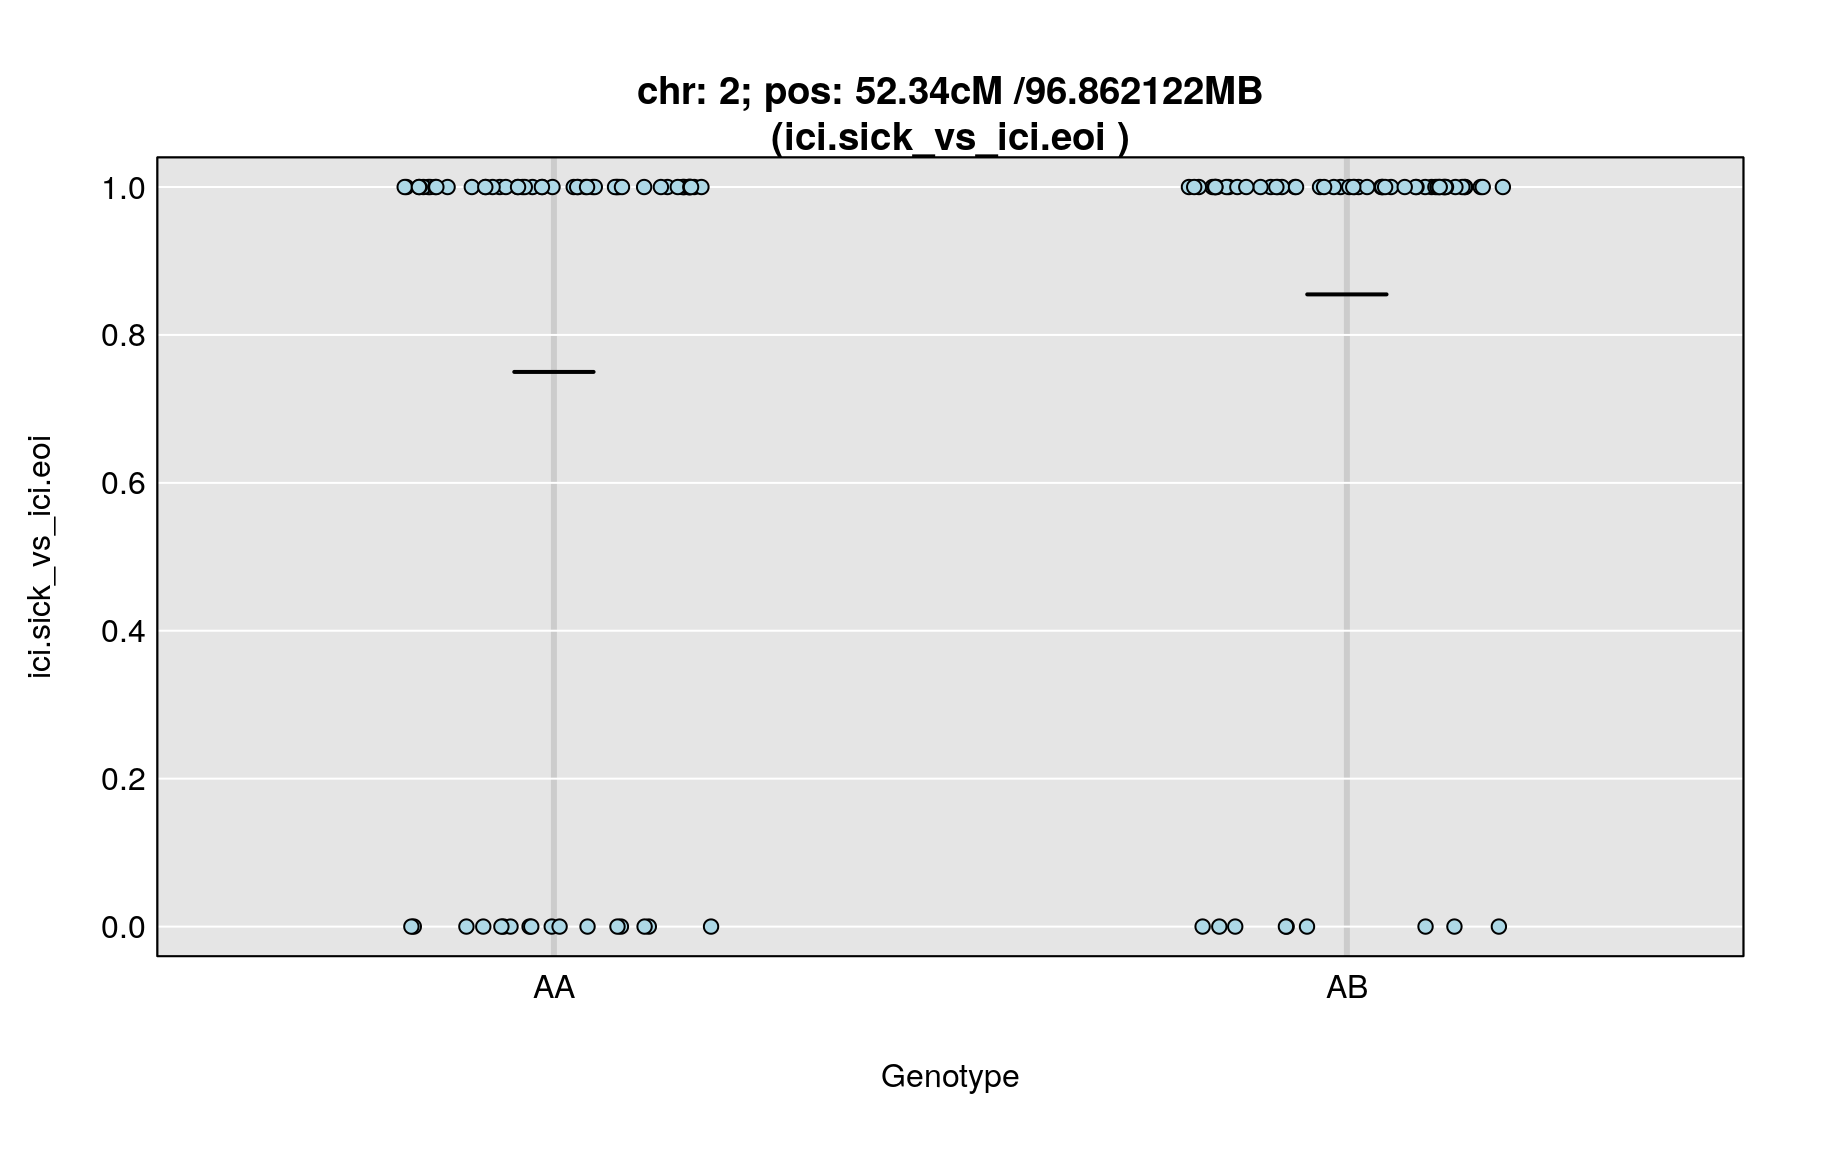 chr: 2; pos: 52.34cM /96.862122MB
(ici.sick_vs_ici.eoi )
ici.sick_vs_ici.eoi
1.0
0.8
0.6
0.4
0.2
0.0
AA AB
Genotype